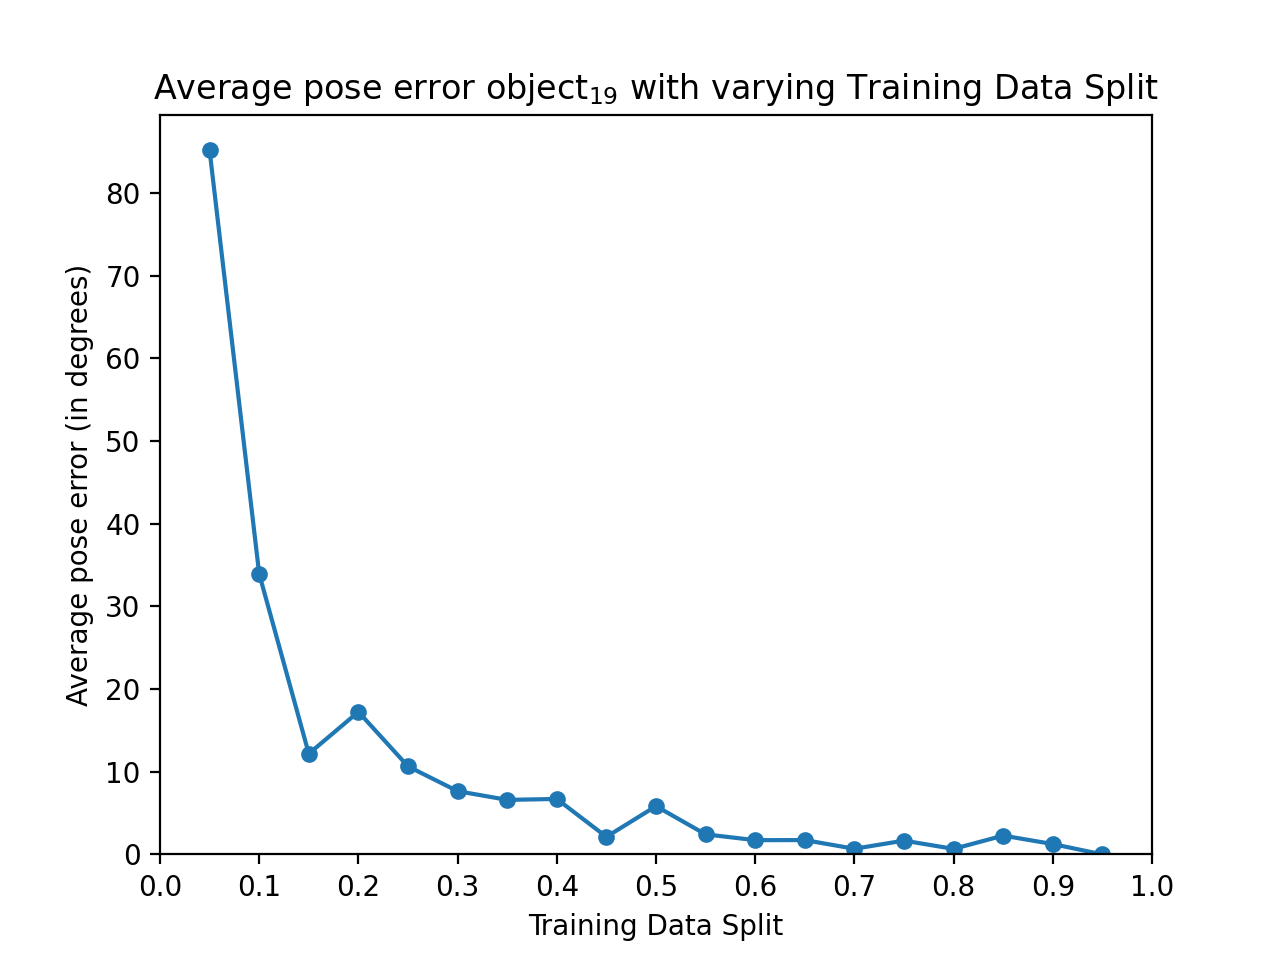 Average pose error object₁₉ with varying Training Data Split
Average pose error (in degrees)
80
70
60
50
40
30
20
10
0
0.0 0.1 0.2 0.3 0.4 0.5 0.6 0.7 0.8 0.9 1.0
Training Data Split